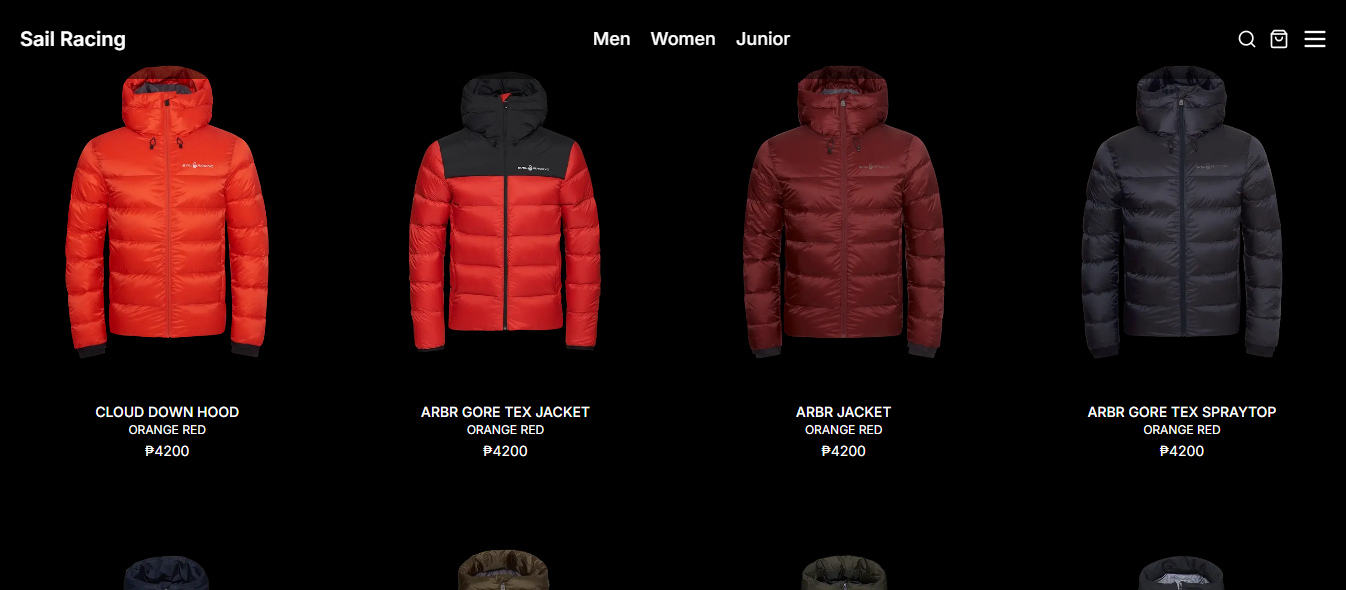 Sail Racing
Men Women Junior
CLOUD DOWN HOOD
ORANGE RED
₱4200
ARBR GORE TEX JACKET
ORANGE RED
₱4200
ARBR JACKET
ORANGE RED
₱4200
ARBR GORE TEX SPRAYTOP
ORANGE RED
₱4200